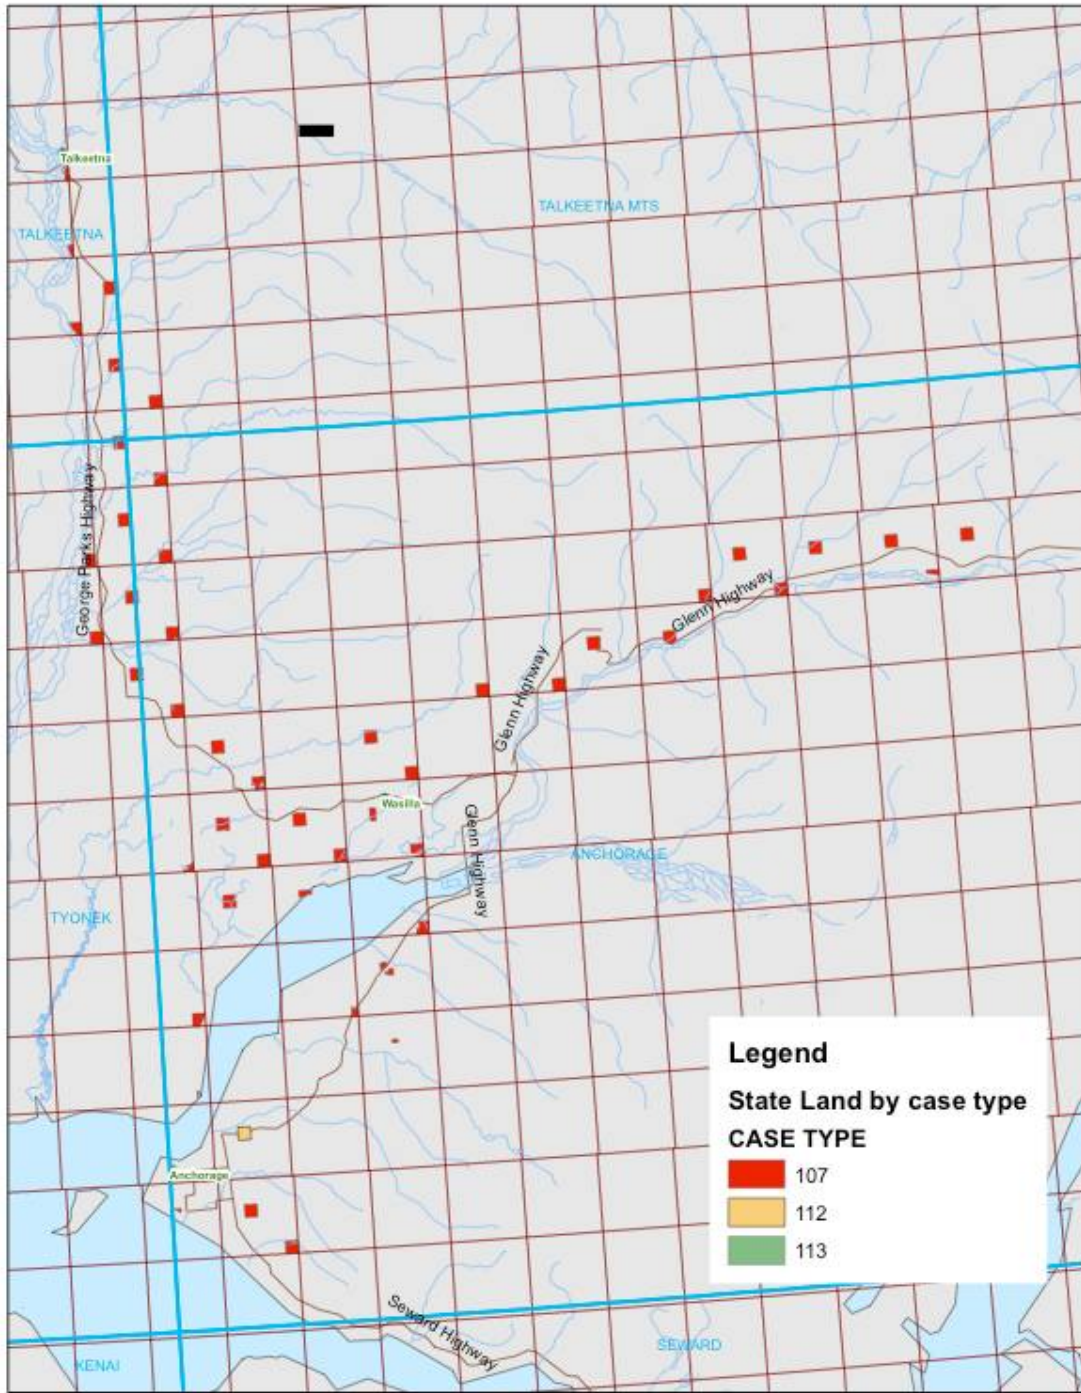 Talkeetna
TALKEETNA MTS
TALKEETNA
George Parks Highway
Glenn Highway
Glenn Highway
Wasilla
Glenn Highway
ANCHORAGE
TYONEK
Legend
State Land by case type
CASE TYPE
107
112
113
Anchorage
Seward Highway
SEWARD
KENAI